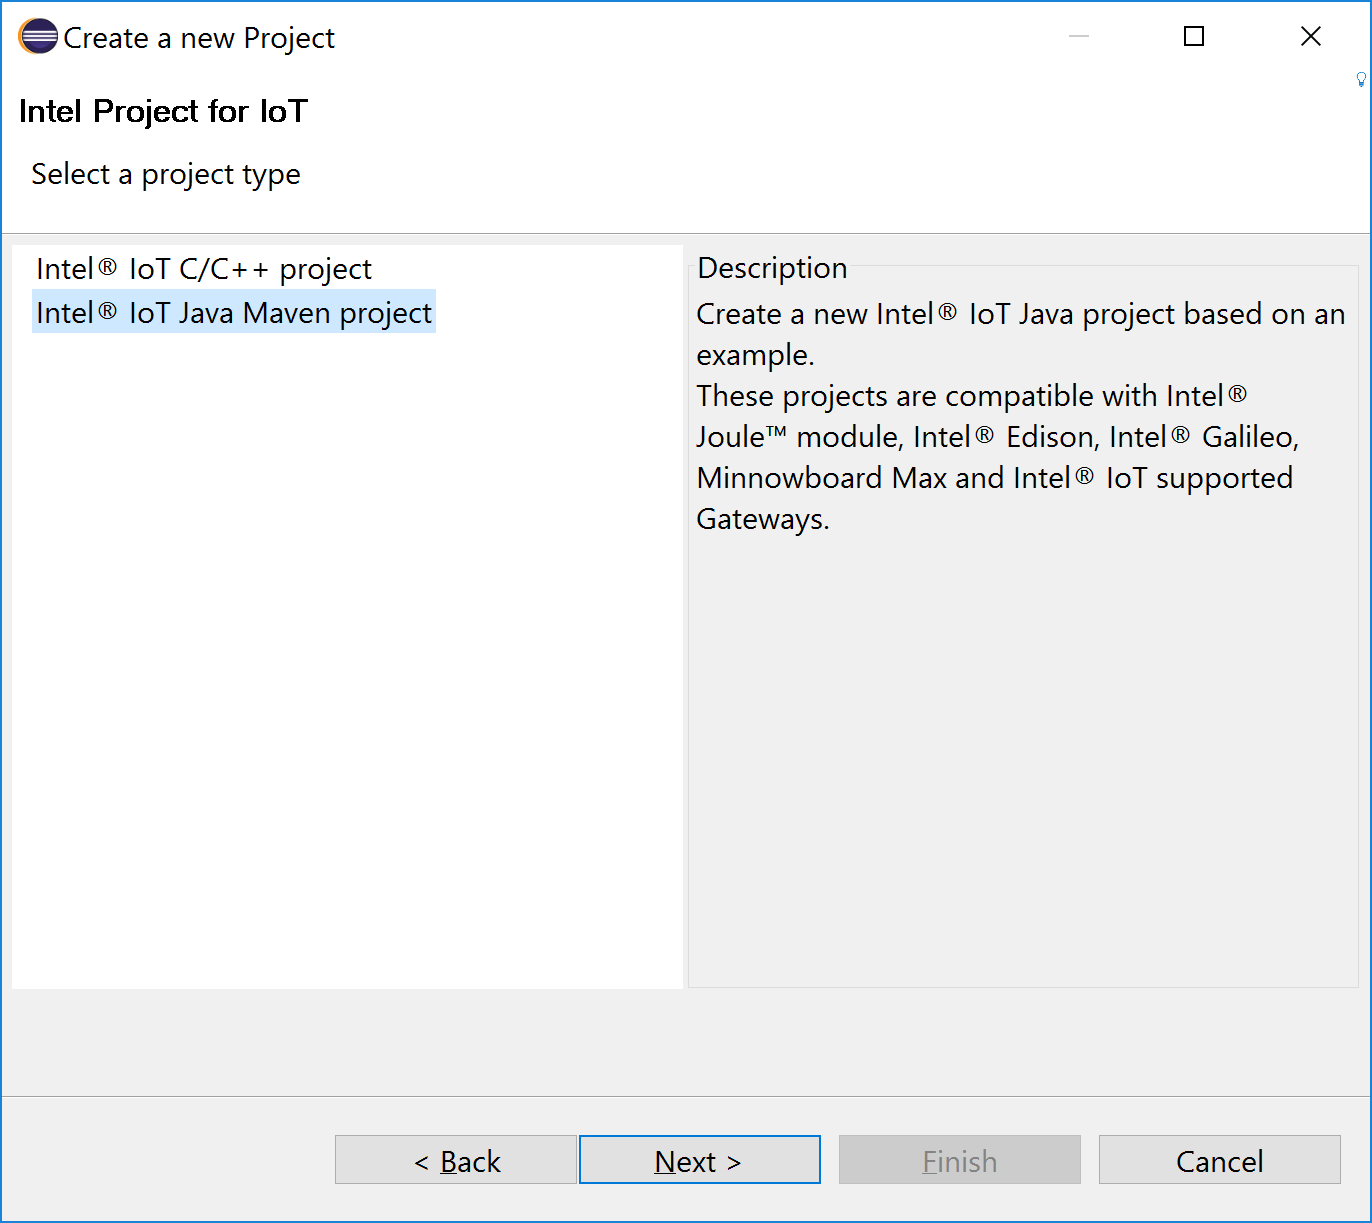 Create a new Project
Intel Project for IoT
Select a project type
Intel® IoT C/C++ project
Intel® IoT Java Maven project
Description
Create a new Intel® IoT Java project based on an
example.
These projects are compatible with Intel®
Joule™ module, Intel® Edison, Intel® Galileo,
Minnowboard Max and Intel® IoT supported
Gateways.
< Back
Next >
Finish
Cancel